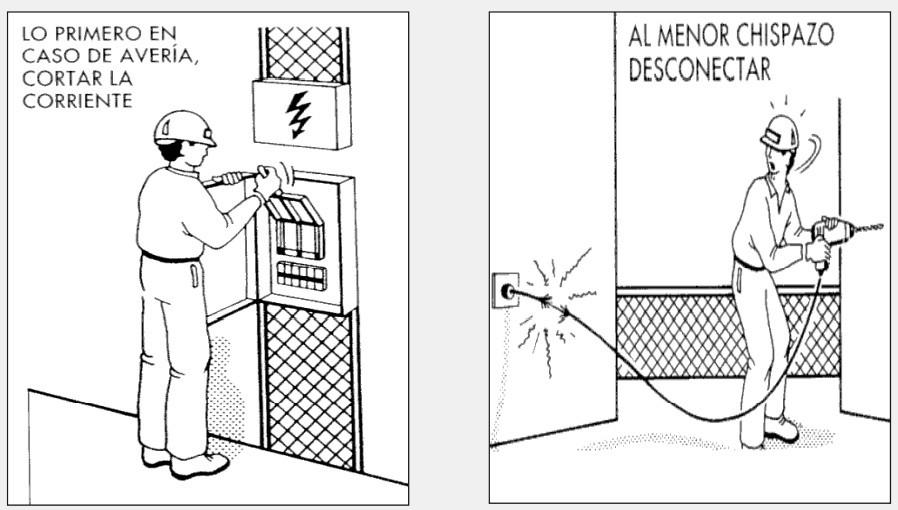 LO PRIMERO EN
CASO DE AVERÍA,
CORTAR LA
CORRIENTE
AL MENOR CHISPAZO
DESCONECTAR